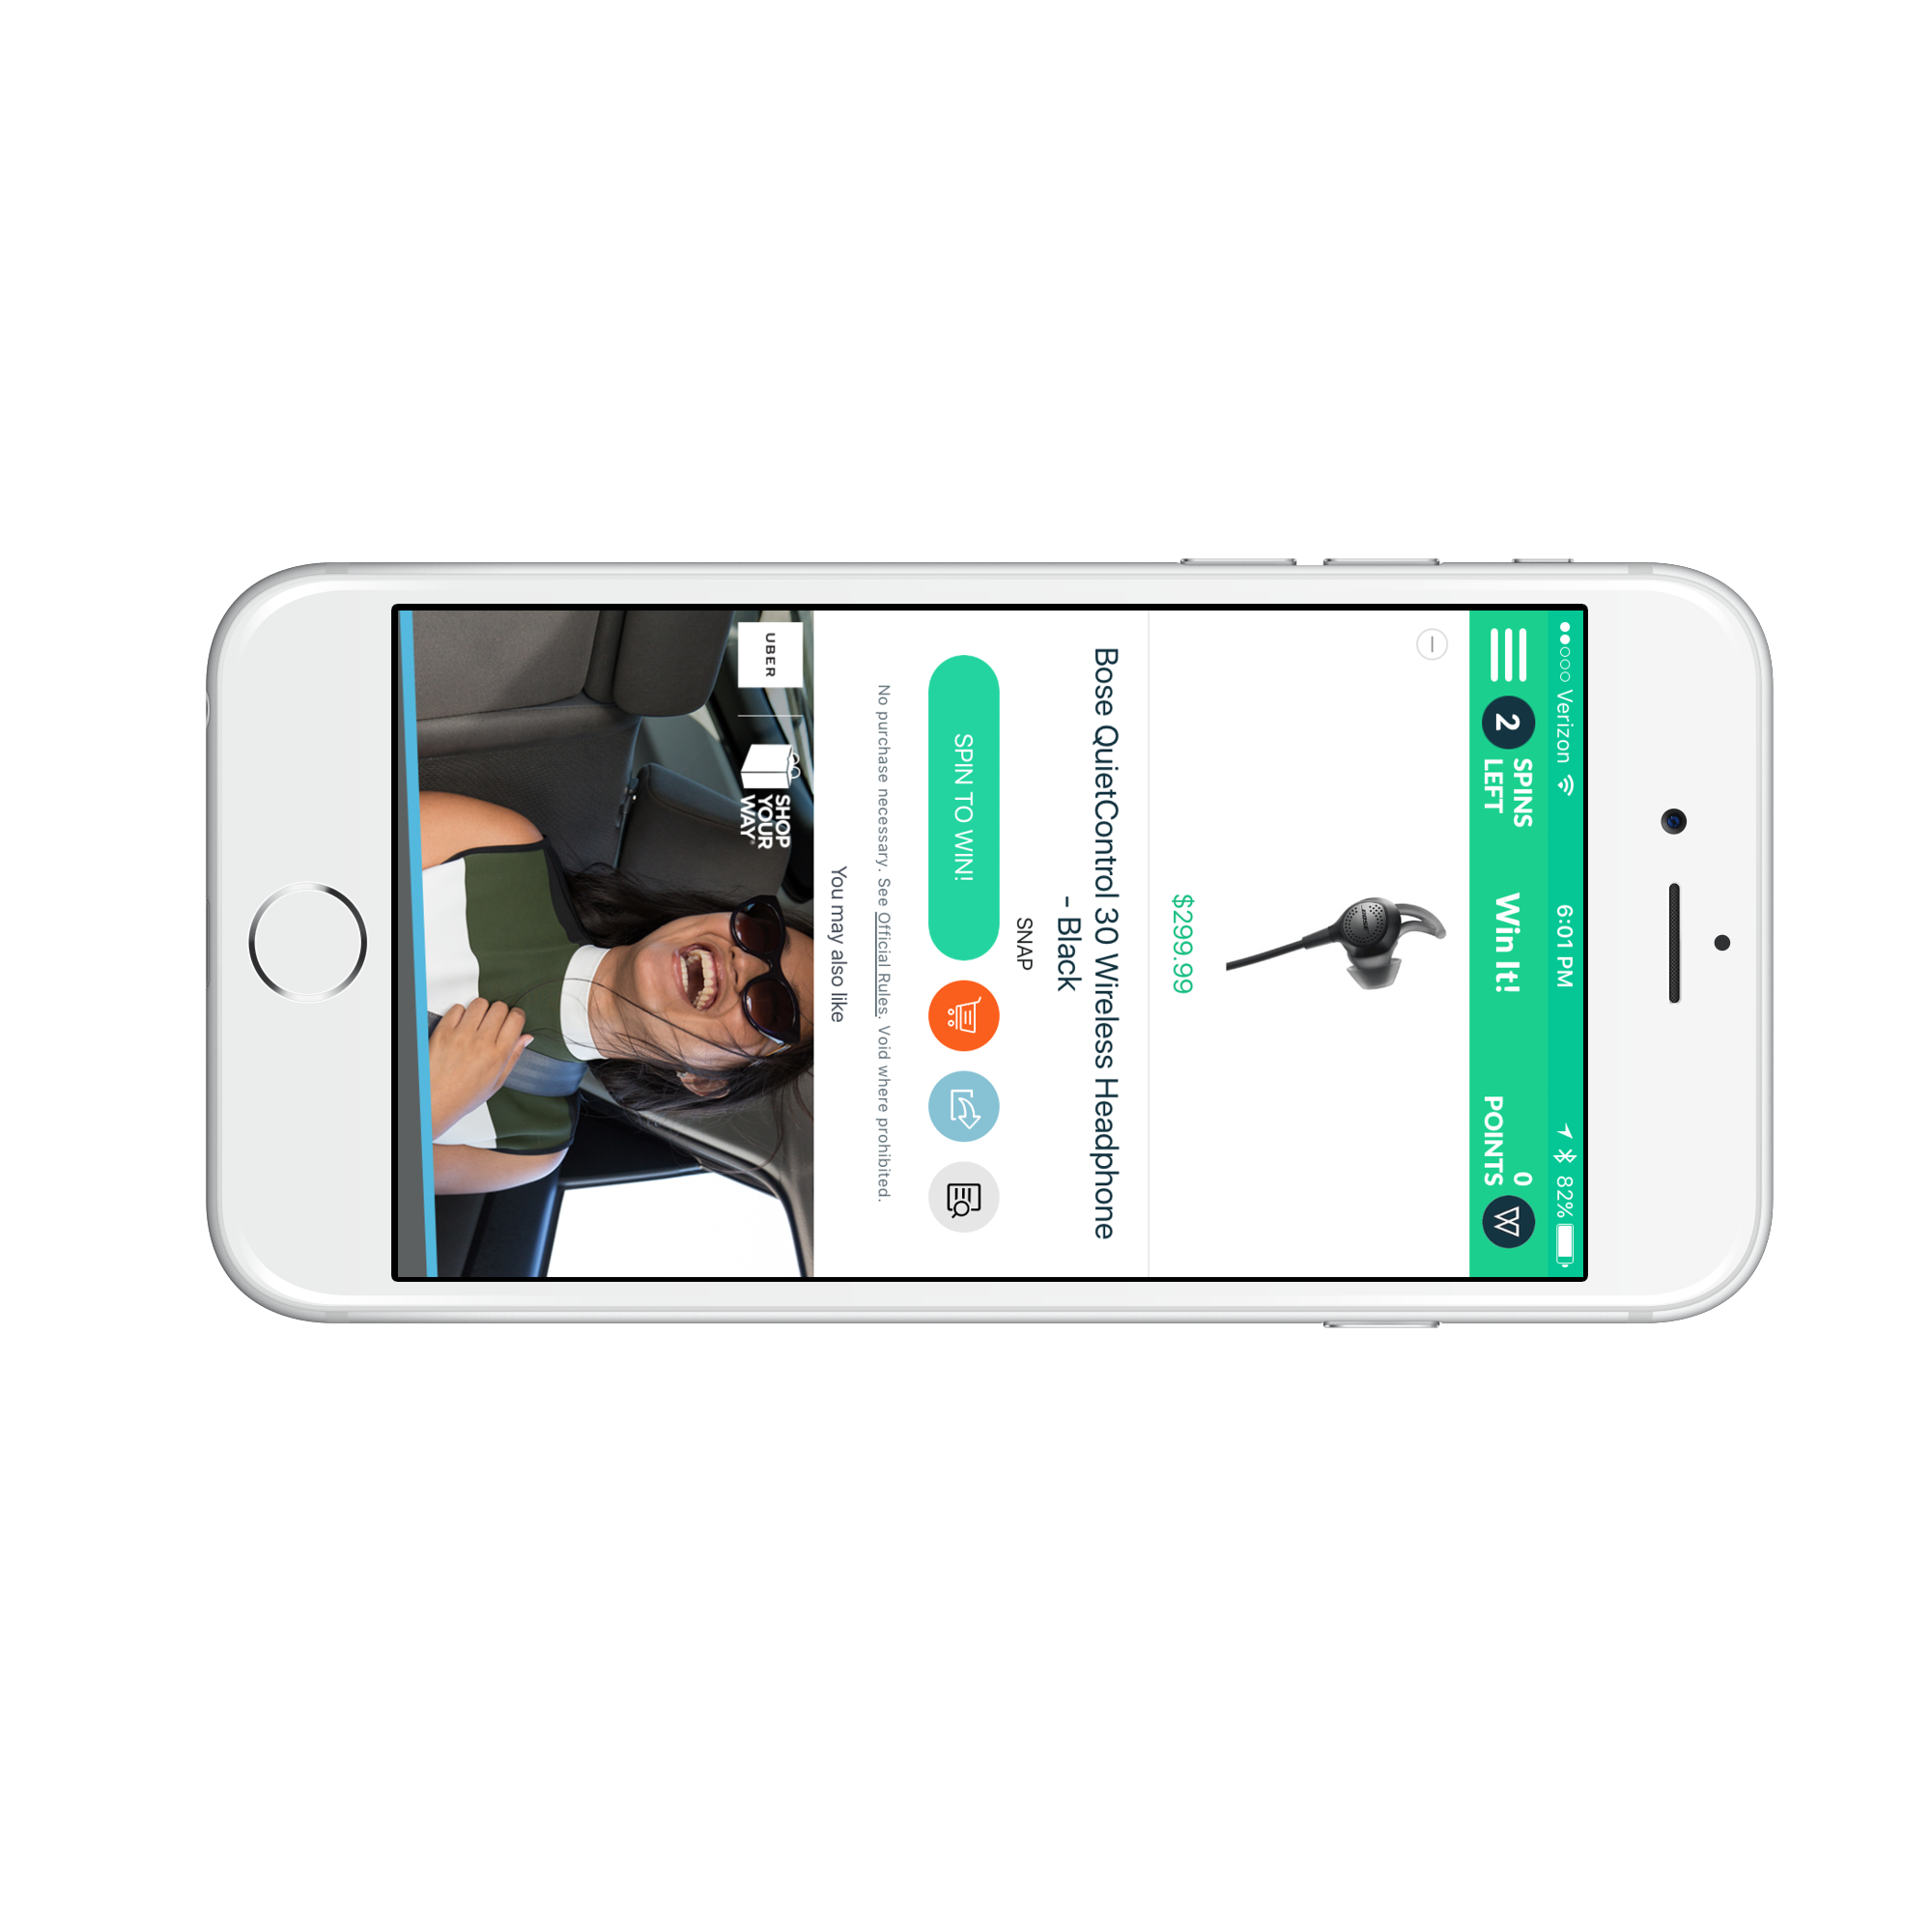 Verizon 6:01 PM 82%
2 SPINS LEFT Win It! 0 POINTS
BOSE
$299.99
Bose QuietControl 30 Wireless Headphone
- Black
SNAP
SPIN TO WIN!
No purchase necessary. See Official Rules. Void where prohibited.
You may also like
UBER
SHOP
YOUR
WAY